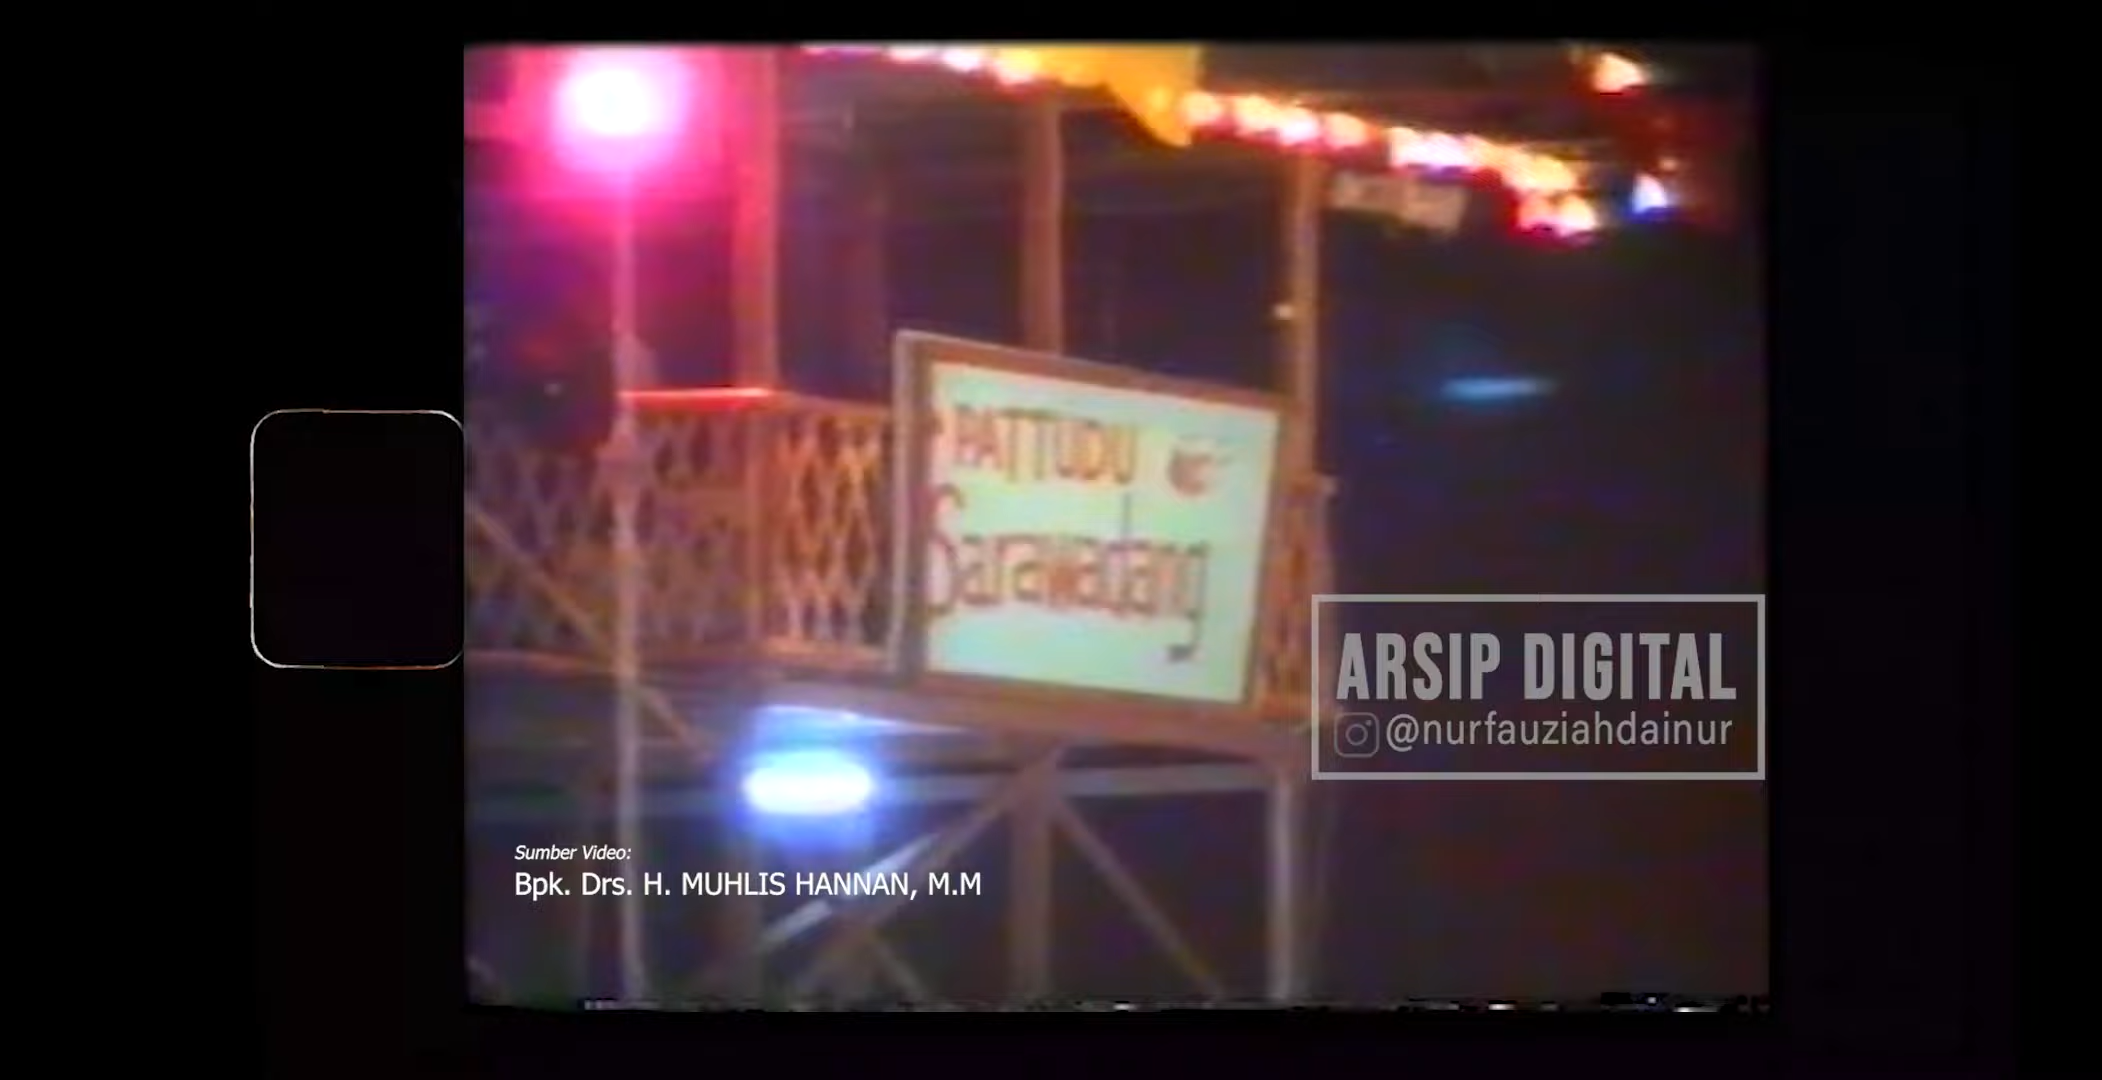 PATTUDU
Sarawadang
ARSIP DIGITAL
@nurfauziahdainur
Sumber Video:
Bpk. Drs. H. MUHLIS HANNAN, M.M